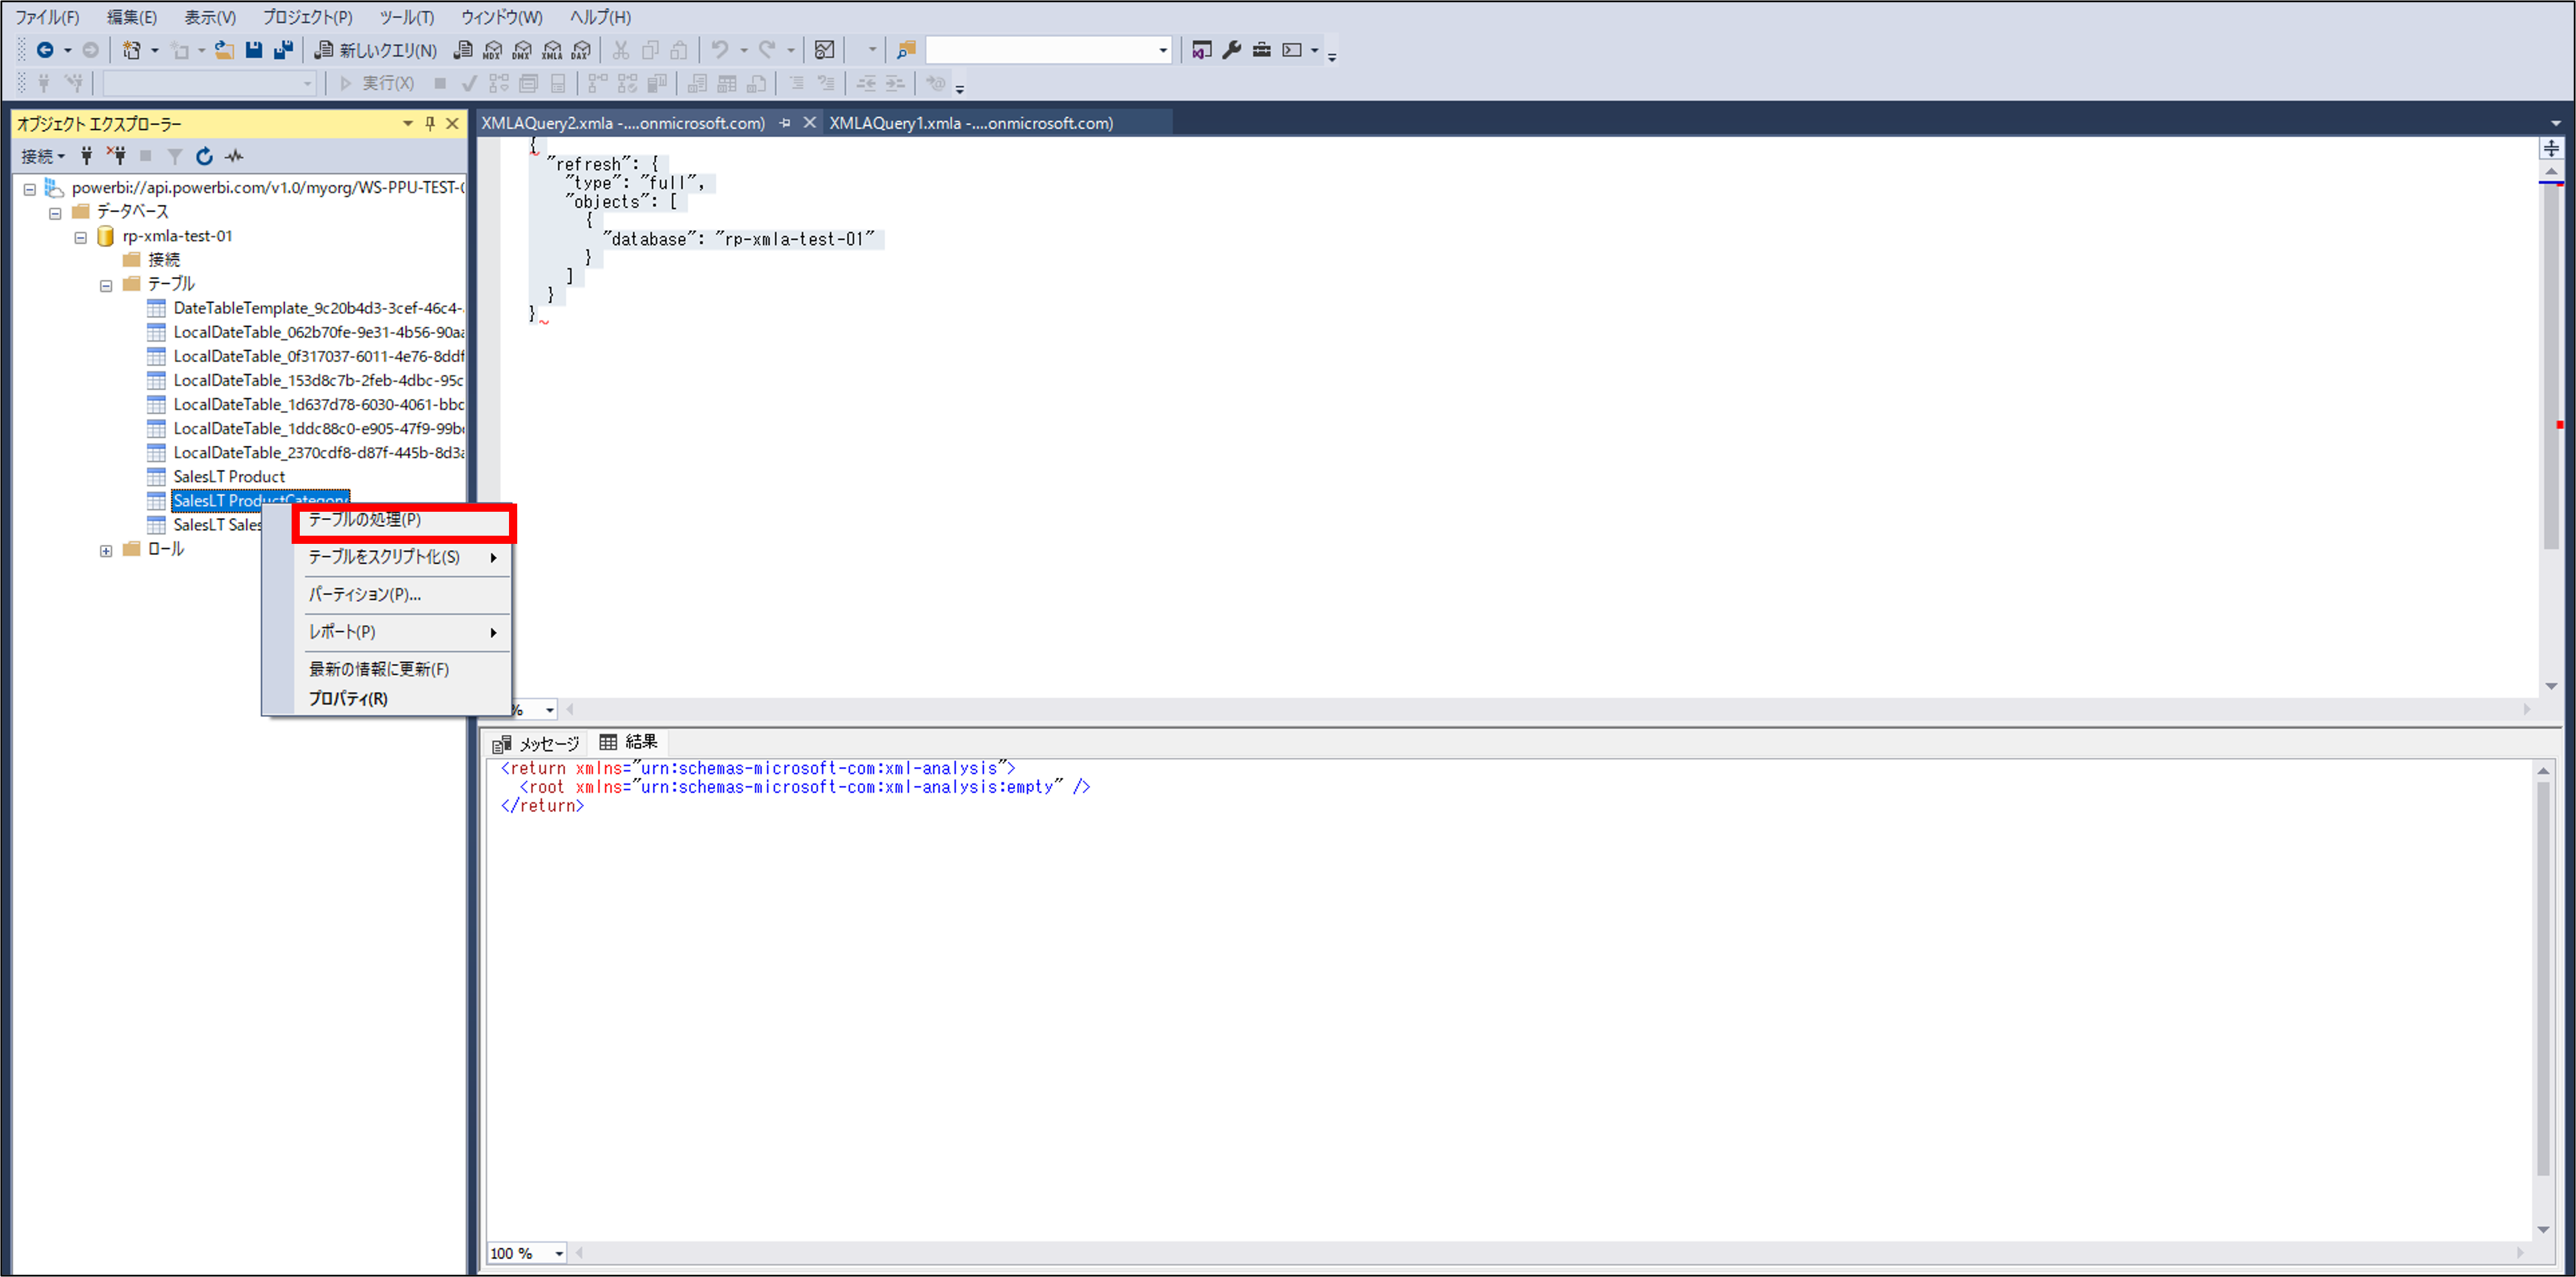 ファイル(F) 編集(E) 表示(V) プロジェクト(P) ツール(T) ウィンドウ(W) ヘルプ(H)
新しいクエリ(N) MDX DMX XMLA DAX
実行(X)
オブジェクト エクスプローラー
接続
powerbi://api.powerbi.com/v1.0/myorg/WS-PPU-TEST-
データベース
rp-xmla-test-01
接続
テーブル
DateTableTemplate_9c20b4d3-3cef-46c4-
LocalDateTable_062b70fe-9e31-4b56-90a
LocalDateTable_0f317037-6011-4e76-8ddf
LocalDateTable_153d8c7b-2feb-4dbc-95c
LocalDateTable_1d637d78-6030-4061-bbc
LocalDateTable_1ddc88c0-e905-47f9-99b
LocalDateTable_2370cdf8-d87f-445b-8d3a
SalesLT Product
SalesLT ProductCategory
SalesLT Sales
ロール
テーブルの処理(P)
テーブルをスクリプト化(S)
パーティション(P)...
レポート(P)
最新の情報に更新(F)
プロパティ(R)
XMLAQuery2.xmla -....onmicrosoft.com) XMLAQuery1.xmla -....onmicrosoft.com)
{
"refresh": {
"type": "full",
"objects": [
{
"database": "rp-xmla-test-01"
}
]
}
}
%
メッセージ 結果
<return xmlns="urn:schemas-microsoft-com:xml-analysis">
<root xmlns="urn:schemas-microsoft-com:xml-analysis:empty" />
</return>
100 %